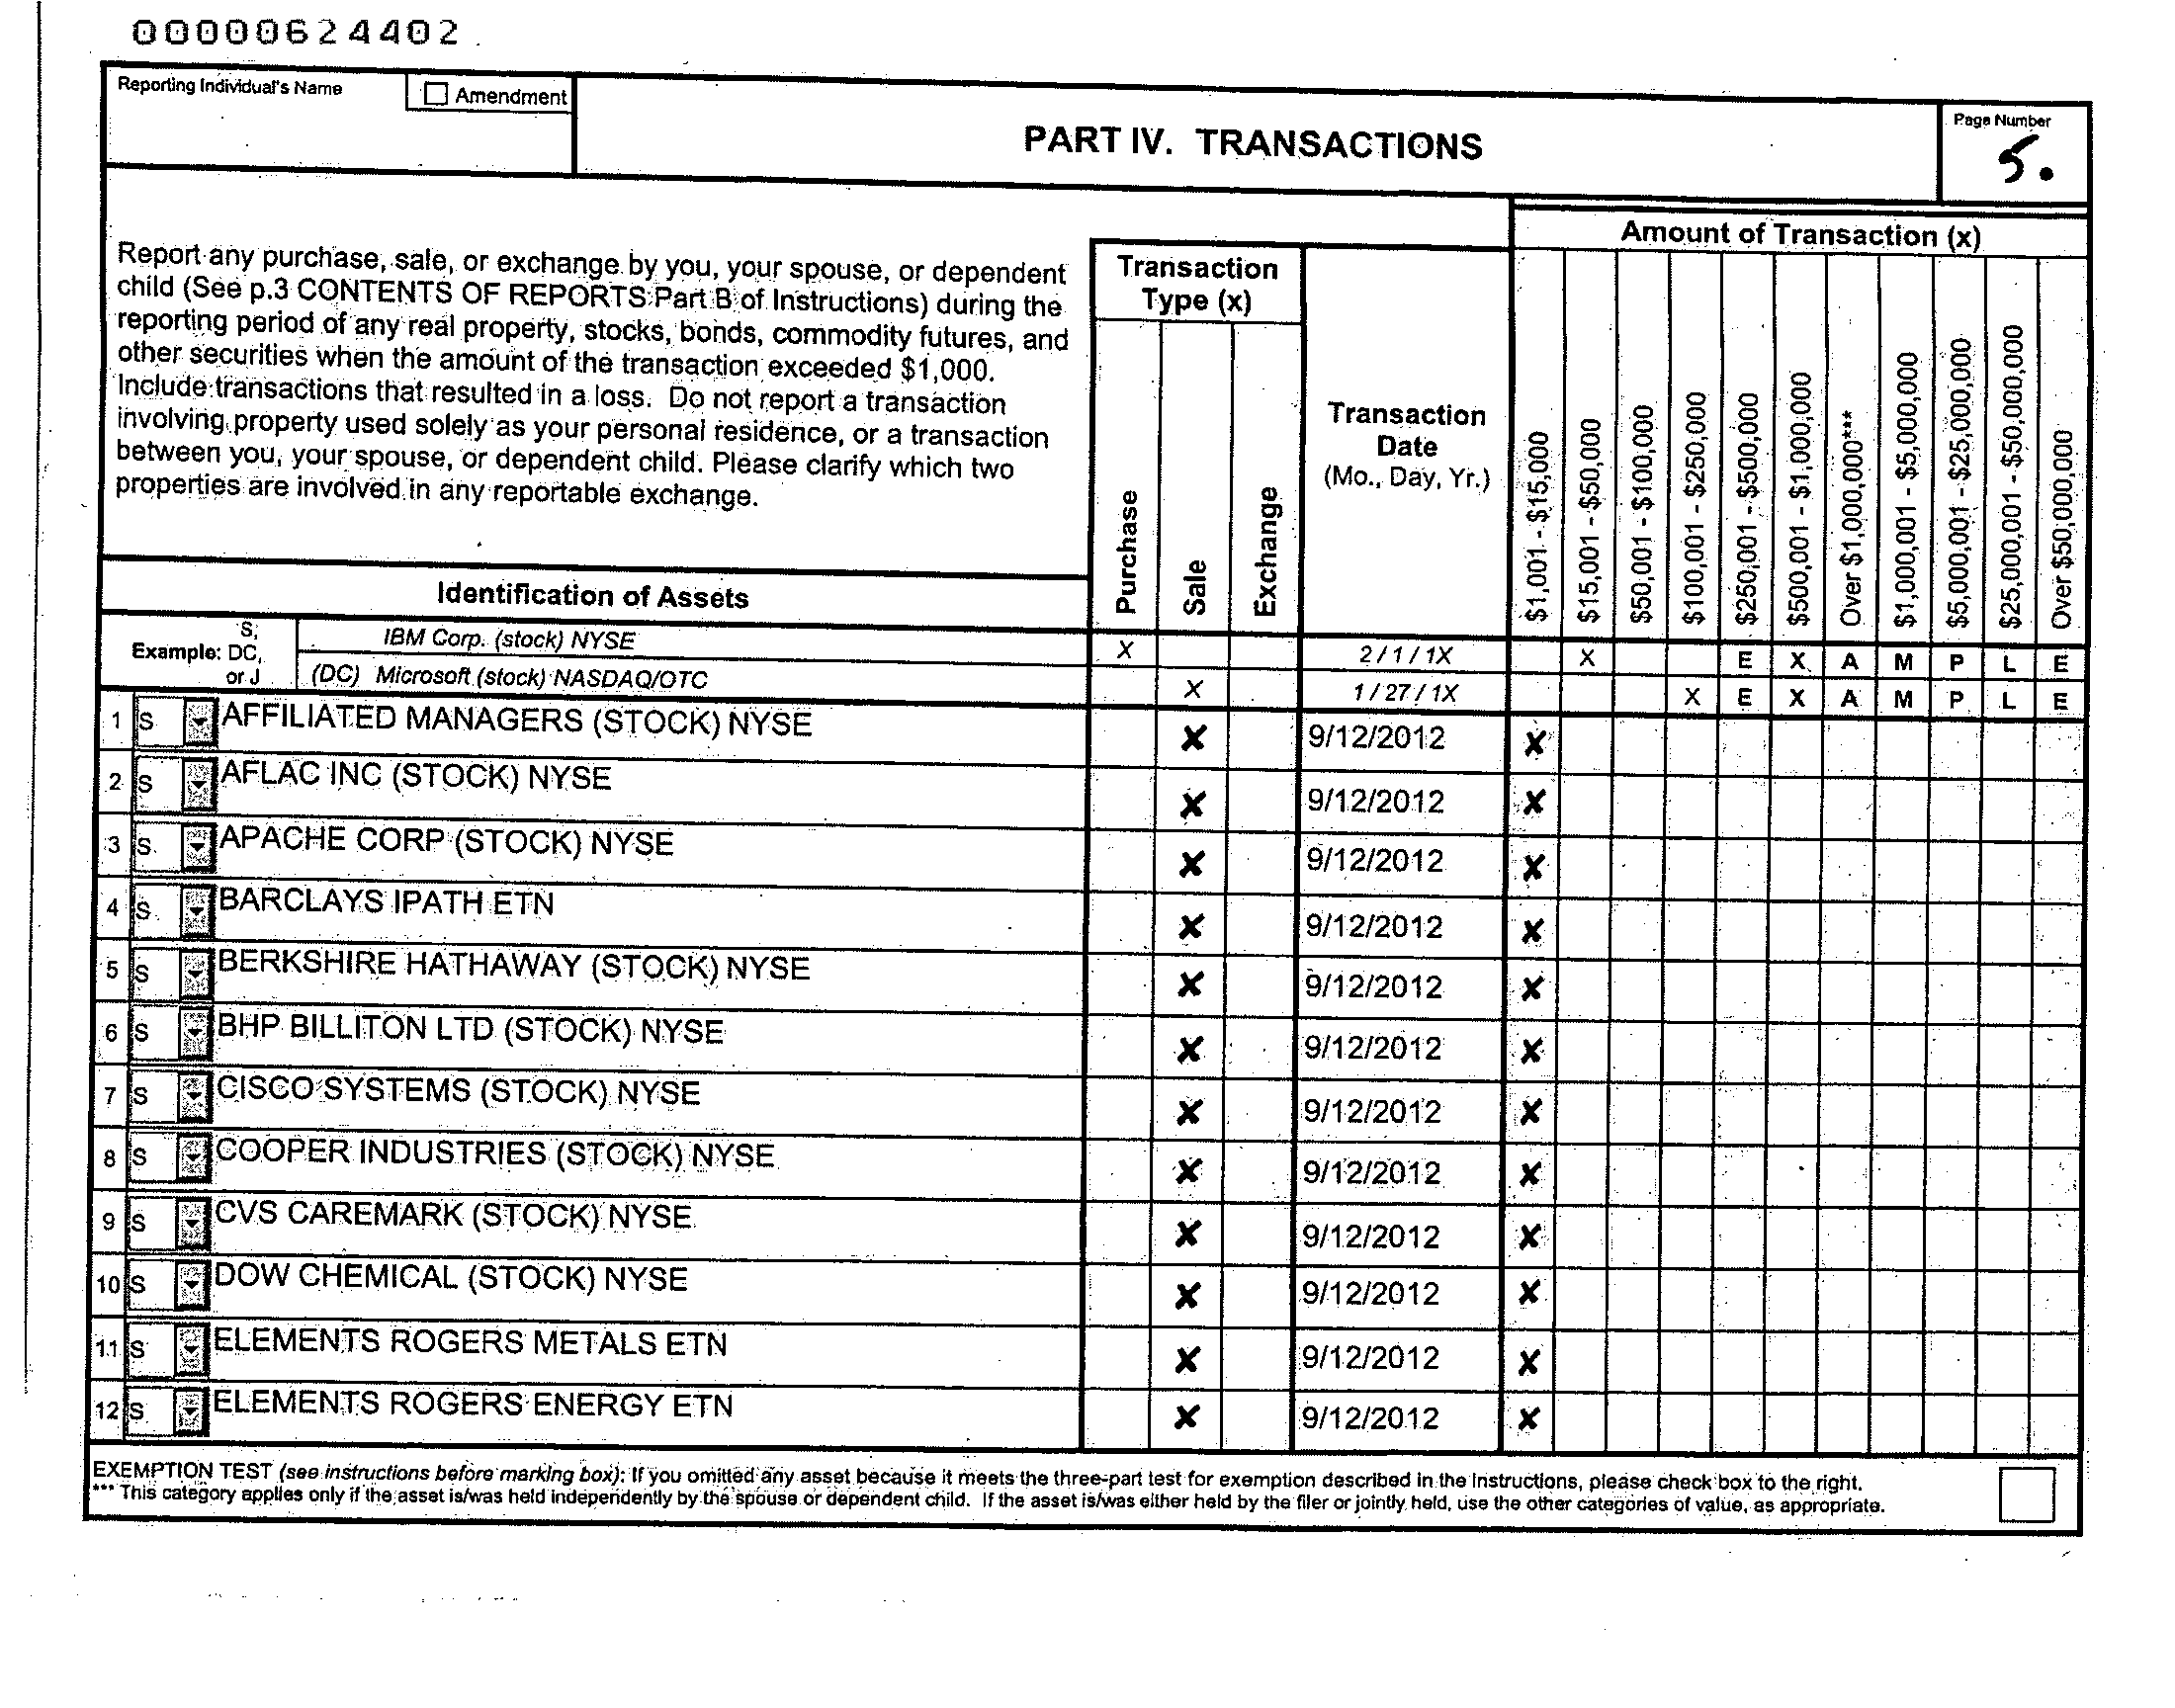 00000624402
Reporting Individual's Name
Amendment
PART IV. TRANSACTIONS
Page Number
5.
Report any purchase, sale, or exchange by you, your spouse, or dependent
child (See p.3 CONTENTS OF REPORTS Part B of Instructions) during the
reporting period of any real property, stocks, bonds, commodity futures, and
other securities when the amount of the transaction exceeded $1,000.
Include transactions that resulted in a loss. Do not report a transaction
involving property used solely as your personal residence, or a transaction
between you, your spouse, or dependent child. Please clarify which two
properties are involved in any reportable exchange.
Transaction
Type (x)
Purchase
Sale
Exchange
Transaction
Date
(Mo., Day, Yr.)
Amount of Transaction (x)
$1,001 - $15,000
$15,001 - $50,000
$50,001 - $100,000
$100,001 - $250,000
$250,001 - $500,000
$500,001 - $1,000,000
Over $1,000,000***
$1,000,001 - $5,000,000
$5,000,001 - $25,000,000
$25,000,001 - $50,000,000
Over $50,000,000
Identification of Assets
Example: S, DC, or J
IBM Corp. (stock) NYSE X 2 / 1 / 1X X E X A M P L E
(DC) Microsoft (stock) NASDAQ/OTC X 1 / 27 / 1X X E X A M P L E
1 S AFFILIATED MANAGERS (STOCK) NYSE X 9/12/2012 X
2 S AFLAC INC (STOCK) NYSE X 9/12/2012 X
3 S APACHE CORP (STOCK) NYSE X 9/12/2012 X
4 S BARCLAYS IPATH ETN X 9/12/2012 X
5 S BERKSHIRE HATHAWAY (STOCK) NYSE X 9/12/2012 X
6 S BHP BILLITON LTD (STOCK) NYSE X 9/12/2012 X
7 S CISCO SYSTEMS (STOCK) NYSE X 9/12/2012 X
8 S COOPER INDUSTRIES (STOCK) NYSE X 9/12/2012 X
9 S CVS CAREMARK (STOCK) NYSE X 9/12/2012 X
10 S DOW CHEMICAL (STOCK) NYSE X 9/12/2012 X
11 S ELEMENTS ROGERS METALS ETN X 9/12/2012 X
12 S ELEMENTS ROGERS ENERGY ETN X 9/12/2012 X
EXEMPTION TEST (see instructions before marking box): If you omitted any asset because it meets the three-part test for exemption described in the instructions, please check box to the right.
*** This category applies only if the asset is/was held independently by the spouse or dependent child. If the asset is/was either held by the filer or jointly held, use the other categories of value, as appropriate.